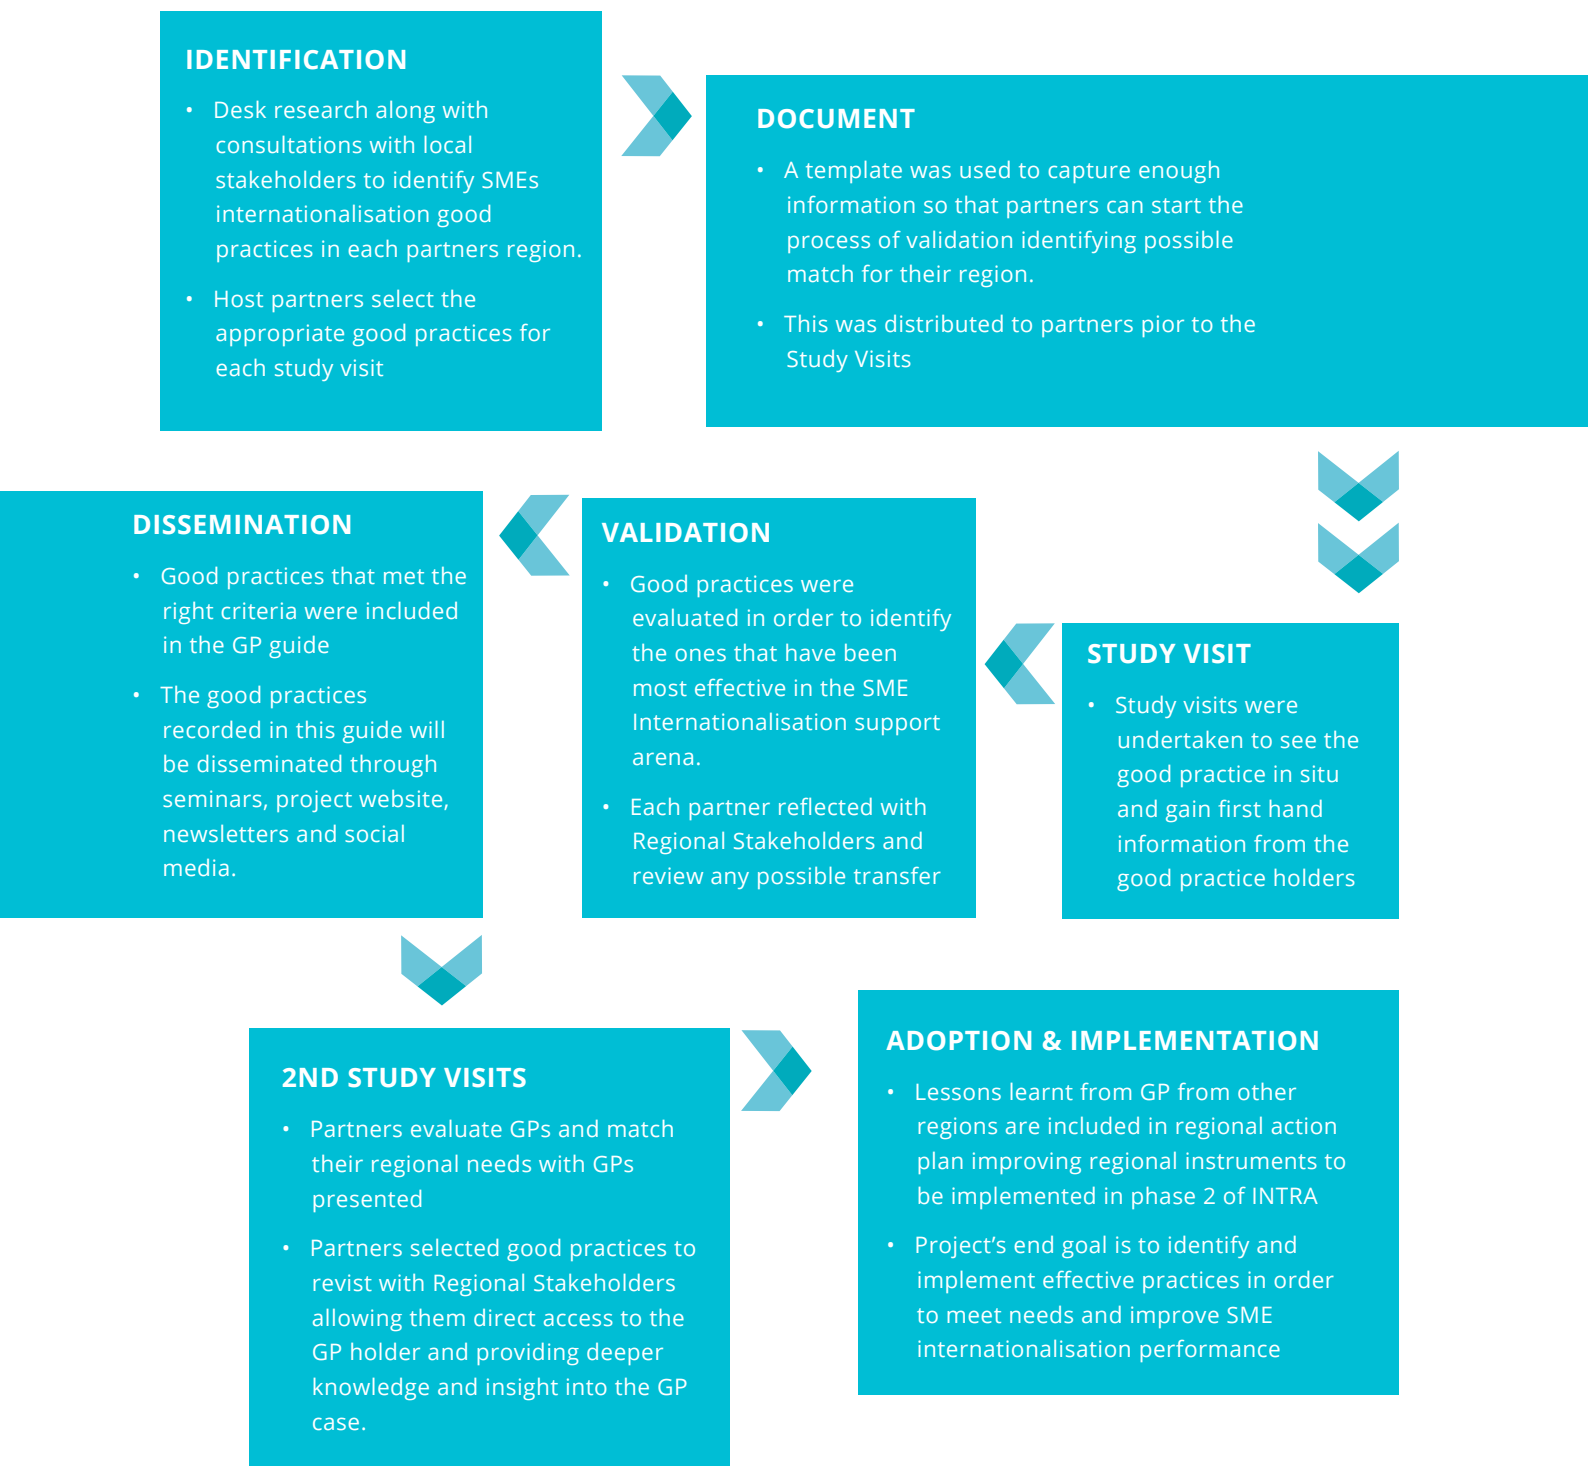 IDENTIFICATION
• Desk research along with
consultations with local
stakeholders to identify SMEs
internationalisation good
practices in each partners region.
• Host partners select the
appropriate good practices for
each study visit
DOCUMENT
• A template was used to capture enough
information so that partners can start the
process of validation identifying possible
match for their region.
• This was distributed to partners pior to the
Study Visits
STUDY VISIT
• Study visits were
undertaken to see the
good practice in situ
and gain first hand
information from the
good practice holders
VALIDATION
• Good practices were
evaluated in order to identify
the ones that have been
most effective in the SME
Internationalisation support
arena.
• Each partner reflected with
Regional Stakeholders and
review any possible transfer
DISSEMINATION
• Good practices that met the
right criteria were included
in the GP guide
• The good practices
recorded in this guide will
be disseminated through
seminars, project website,
newsletters and social
media.
2ND STUDY VISITS
• Partners evaluate GPs and match
their regional needs with GPs
presented
• Partners selected good practices to
revist with Regional Stakeholders
allowing them direct access to the
GP holder and providing deeper
knowledge and insight into the GP
case.
ADOPTION & IMPLEMENTATION
• Lessons learnt from GP from other
regions are included in regional action
plan improving regional instruments to
be implemented in phase 2 of INTRA
• Project’s end goal is to identify and
implement effective practices in order
to meet needs and improve SME
internationalisation performance